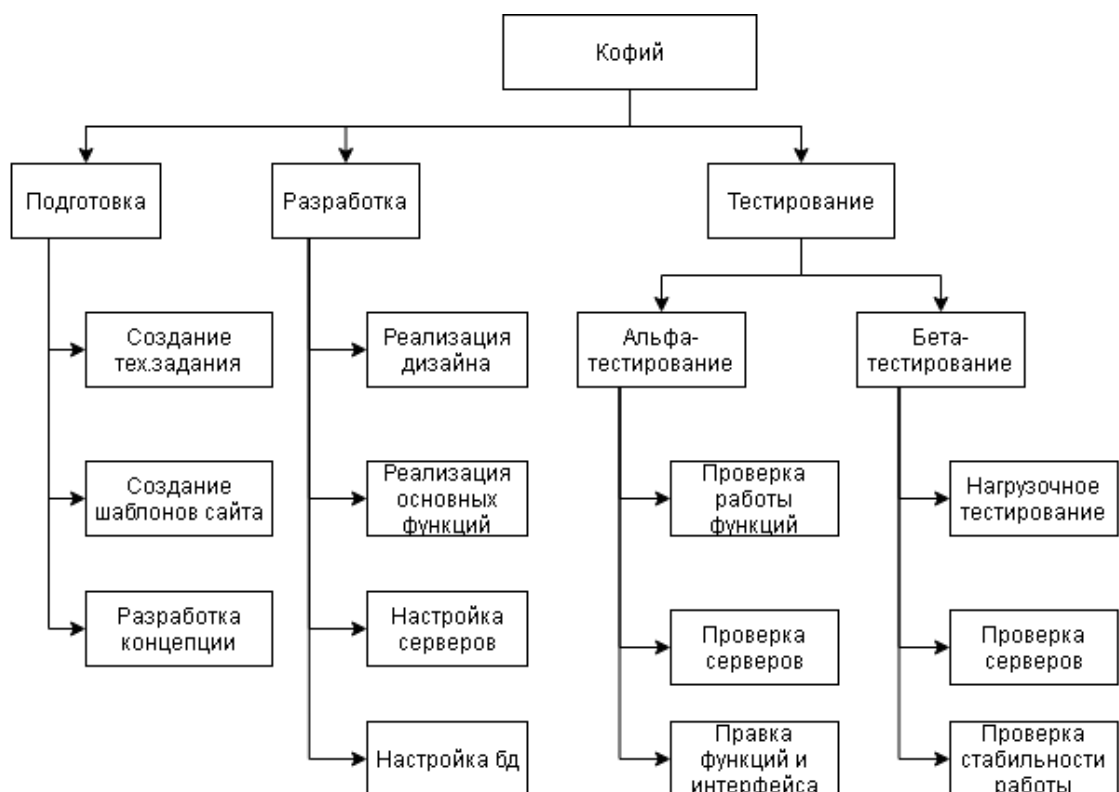 Кофий
Подготовка
Разработка
Тестирование
Создание
тех.задания
Реализация
дизайна
Альфа-
тестирование
Бета-
тестирование
Создание
шаблонов сайта
Реализация
основных
функций
Проверка
работы
функций
Нагрузочное
тестирование
Разработка
концепции
Настройка
серверов
Проверка
серверов
Проверка
серверов
Настройка бд
Правка
функций и
интерфейса
Проверка
стабильности
работы